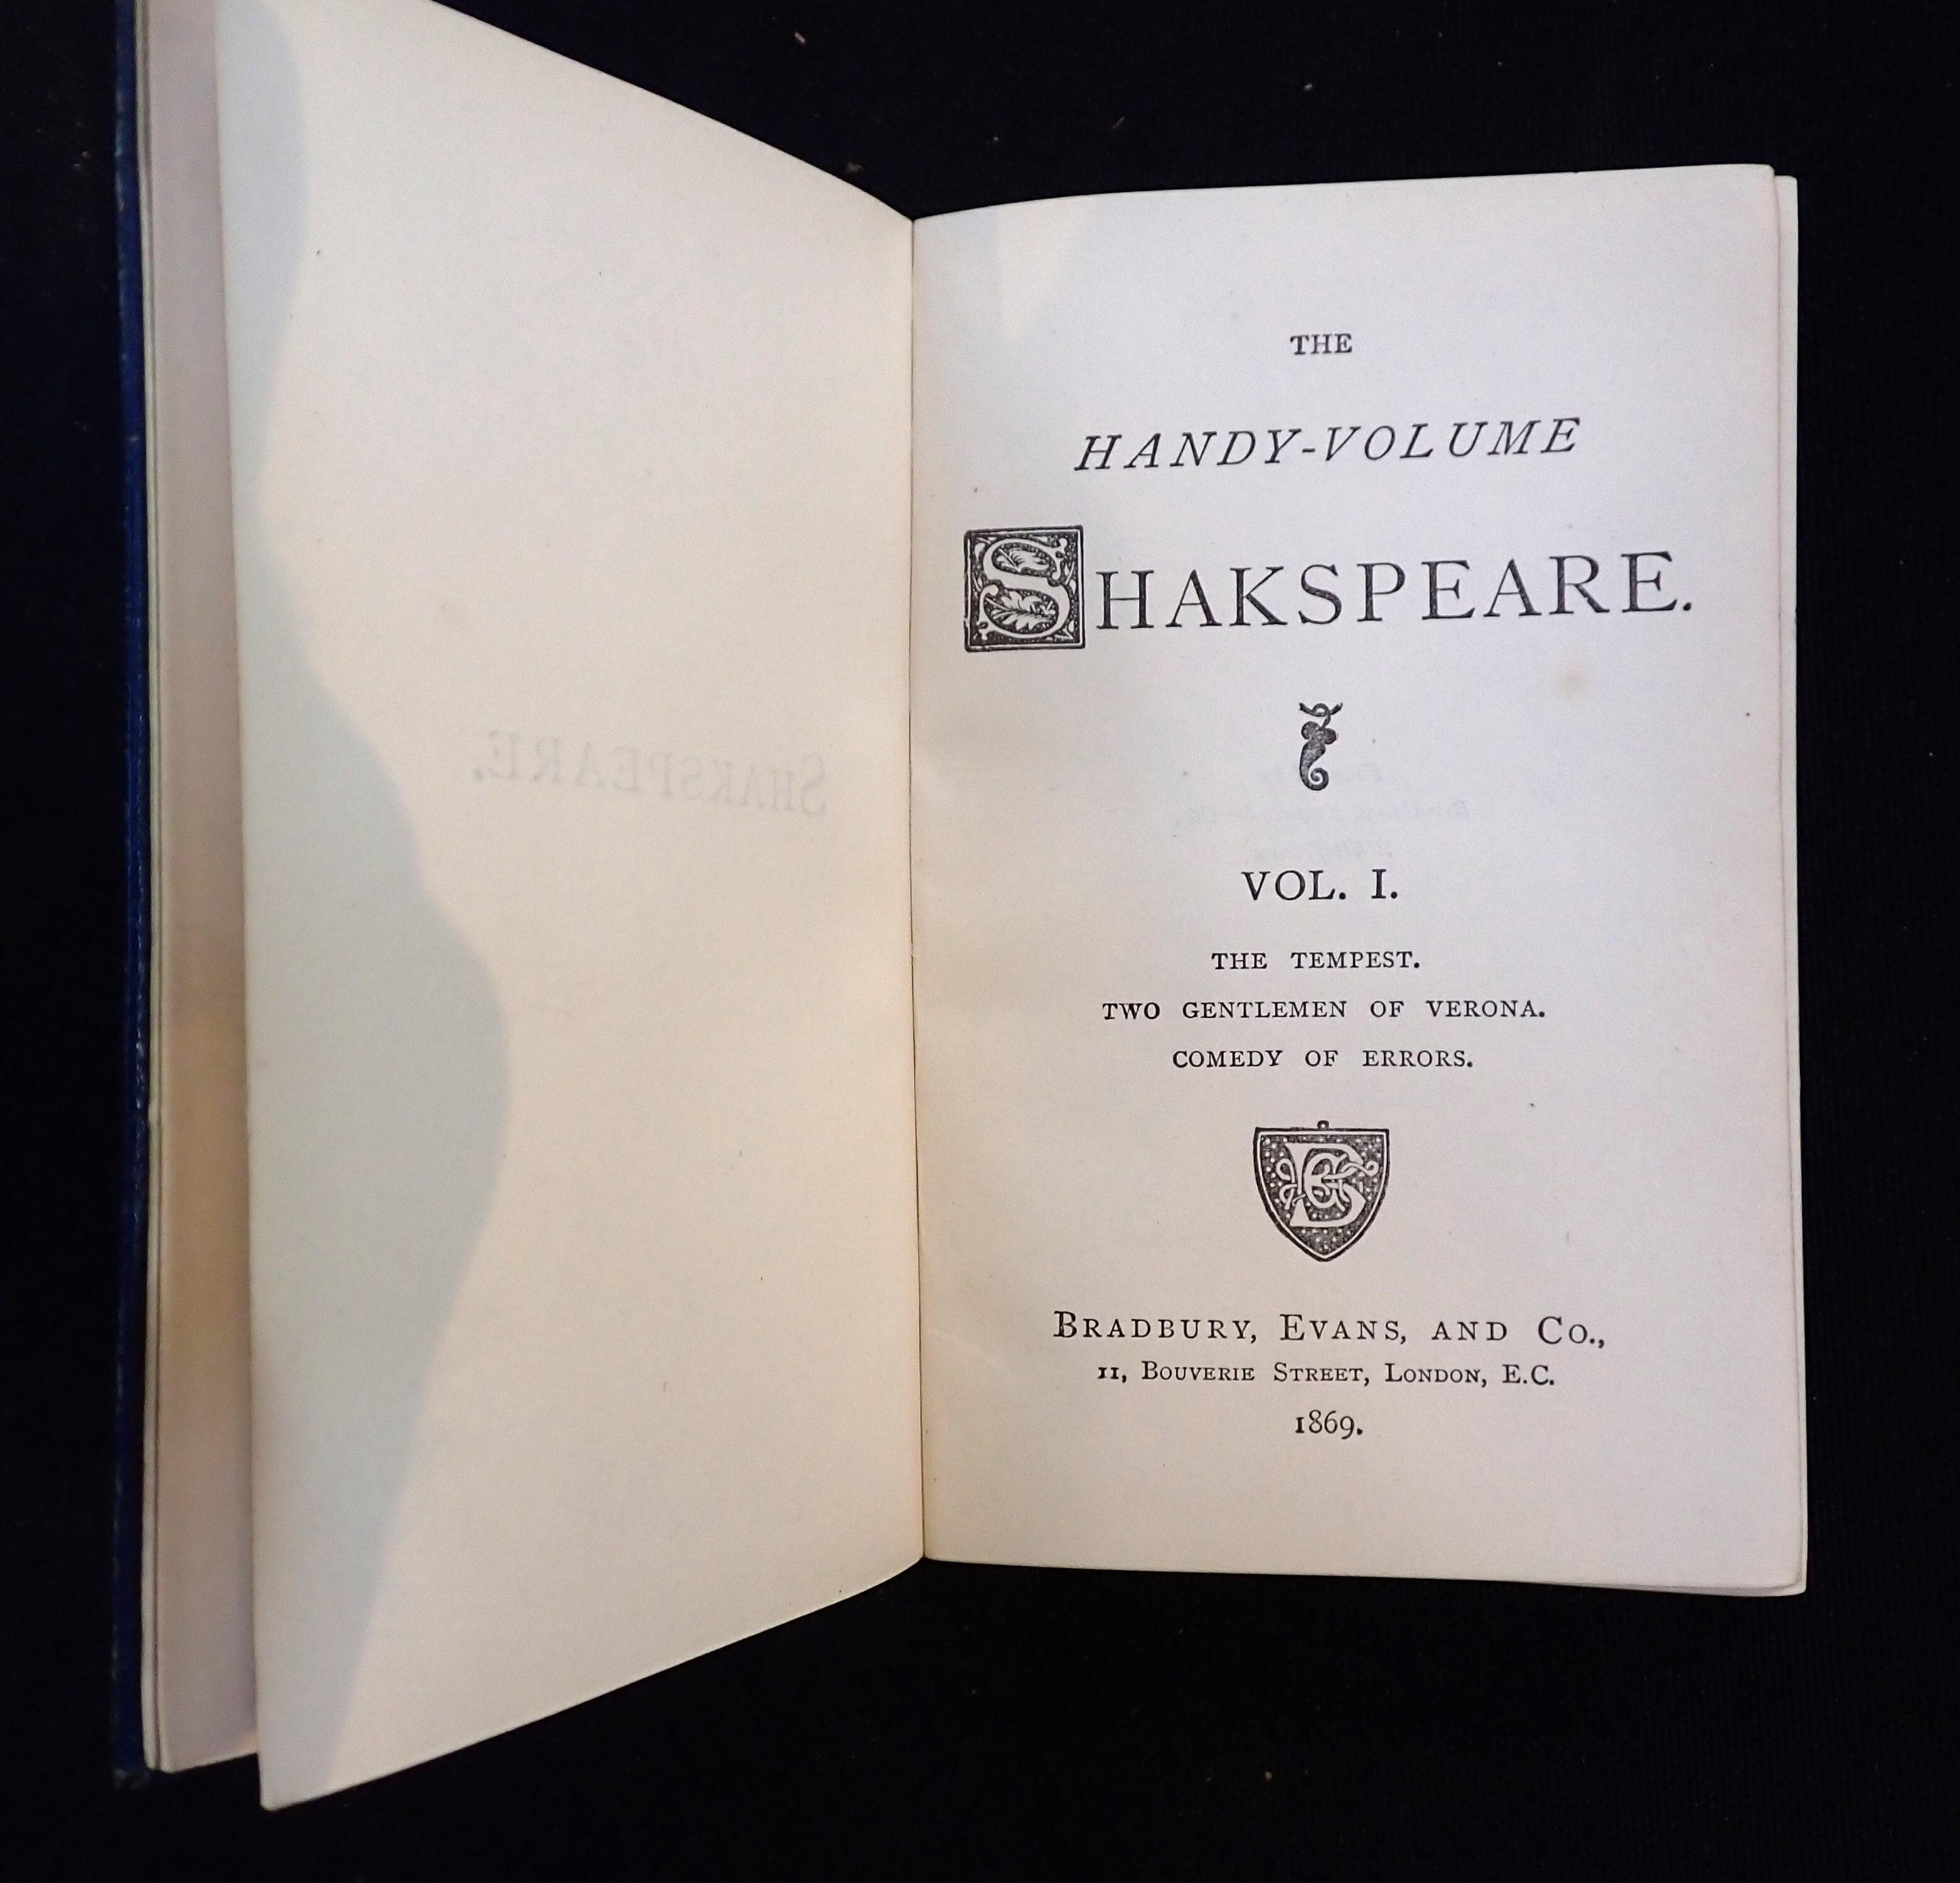 SHAKSPEARE.
THE
HANDY-VOLUME
SHAKSPEARE.
VOL. I.
THE TEMPEST.
TWO GENTLEMEN OF VERONA.
COMEDY OF ERRORS.
BRADBURY, EVANS, AND CO.,
11, BOUVERIE STREET, LONDON, E.C.
1869.